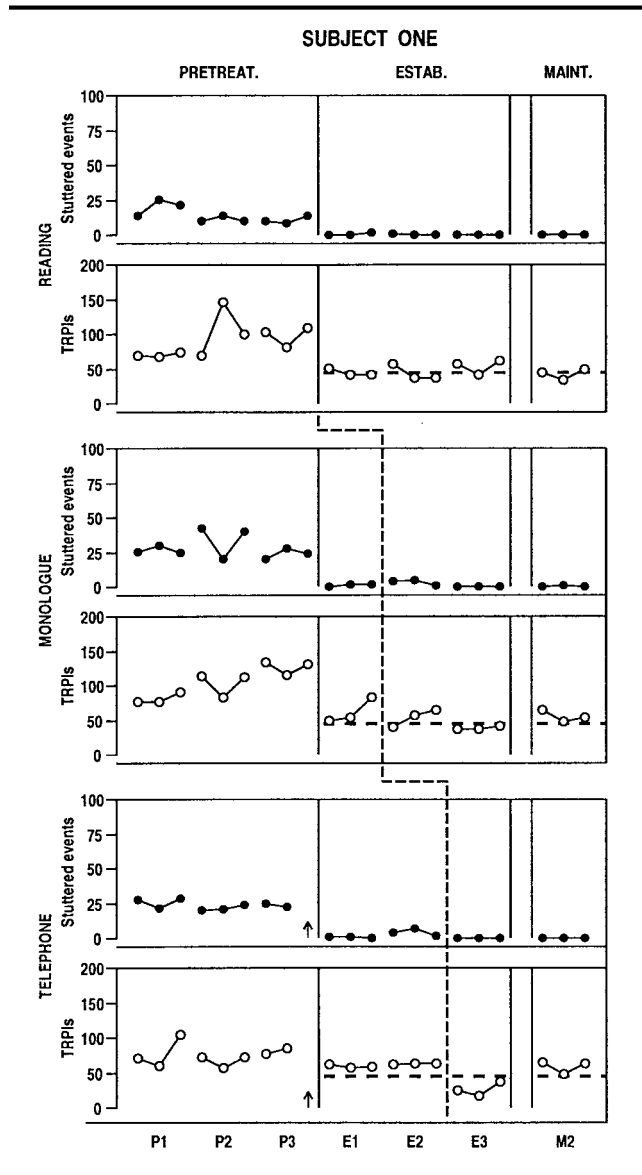 SUBJECT ONE
PRETREAT. ESTAB. MAINT.
READING
Stuttered events
100
75
50
25
0
TRPIs
200
150
100
50
0
MONOLOGUE
Stuttered events
100
75
50
25
0
TRPIs
200
150
100
50
0
TELEPHONE
Stuttered events
100
75
50
25
0
TRPIs
200
150
100
50
0
P1 P2 P3 E1 E2 E3 M2